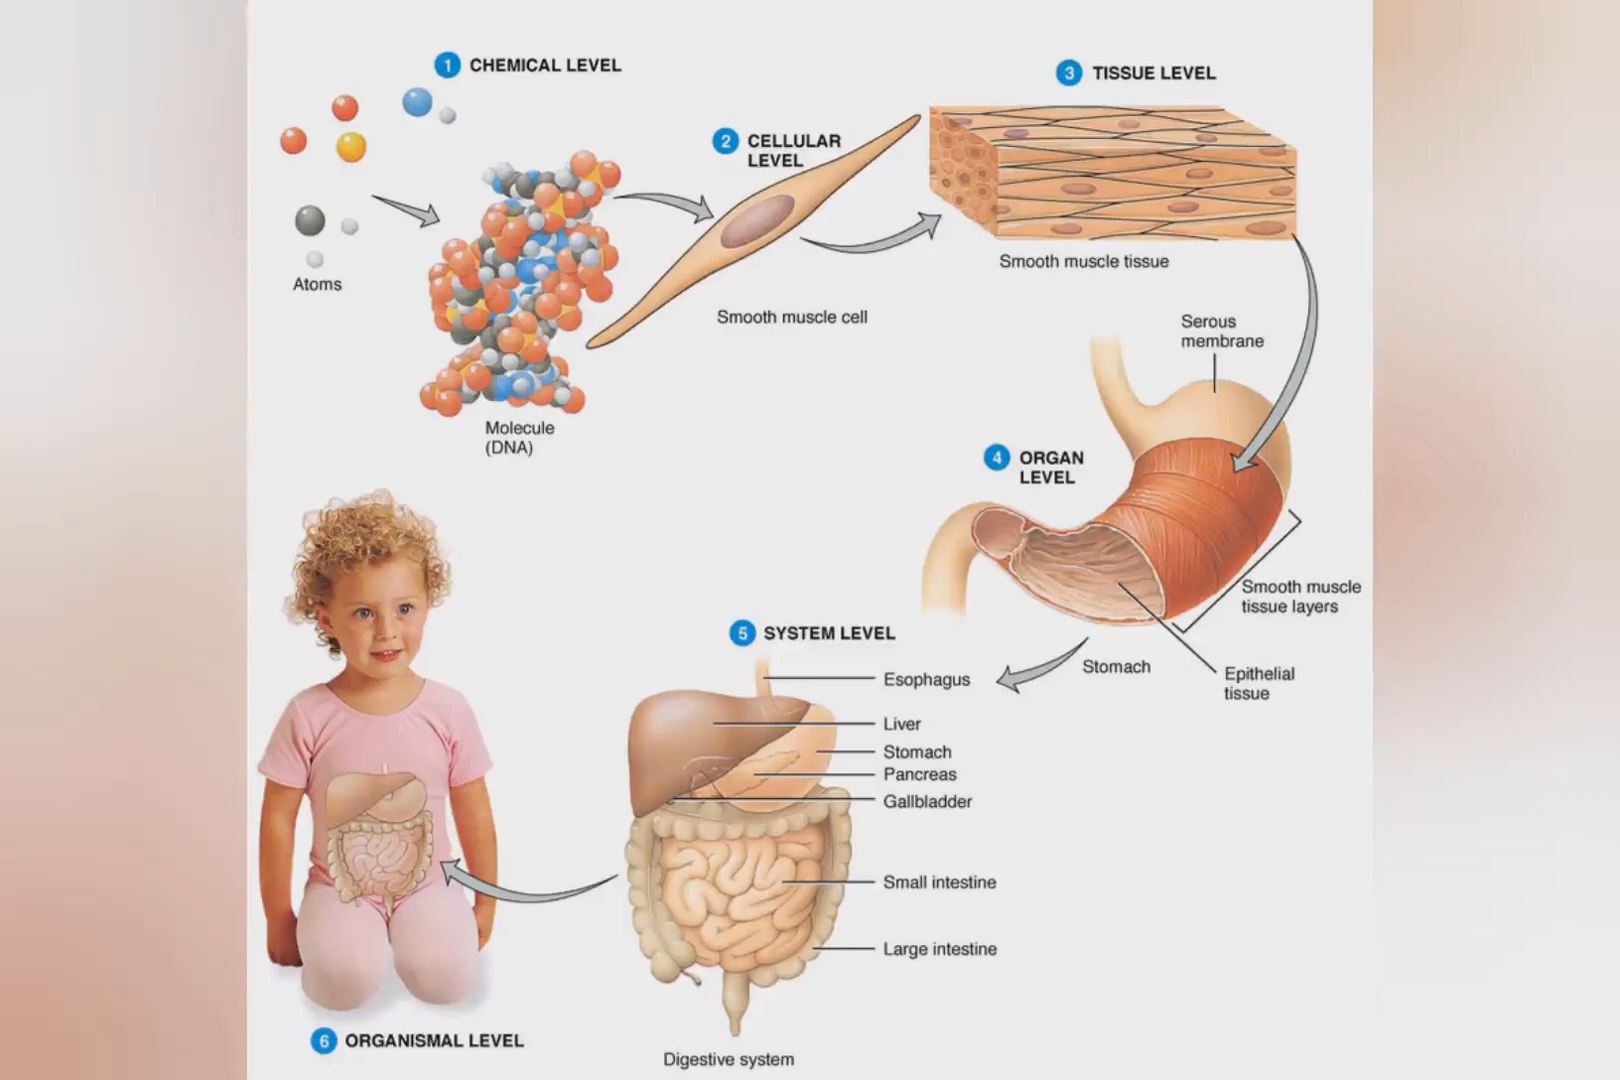 1 CHEMICAL LEVEL
Atoms
Molecule
(DNA)
2 CELLULAR
LEVEL
Smooth muscle cell
3 TISSUE LEVEL
Smooth muscle tissue
Serous
membrane
4 ORGAN
LEVEL
Smooth muscle
tissue layers
Stomach
Epithelial
tissue
5 SYSTEM LEVEL
Esophagus
Liver
Stomach
Pancreas
Gallbladder
Small intestine
Large intestine
Digestive system
6 ORGANISMAL LEVEL